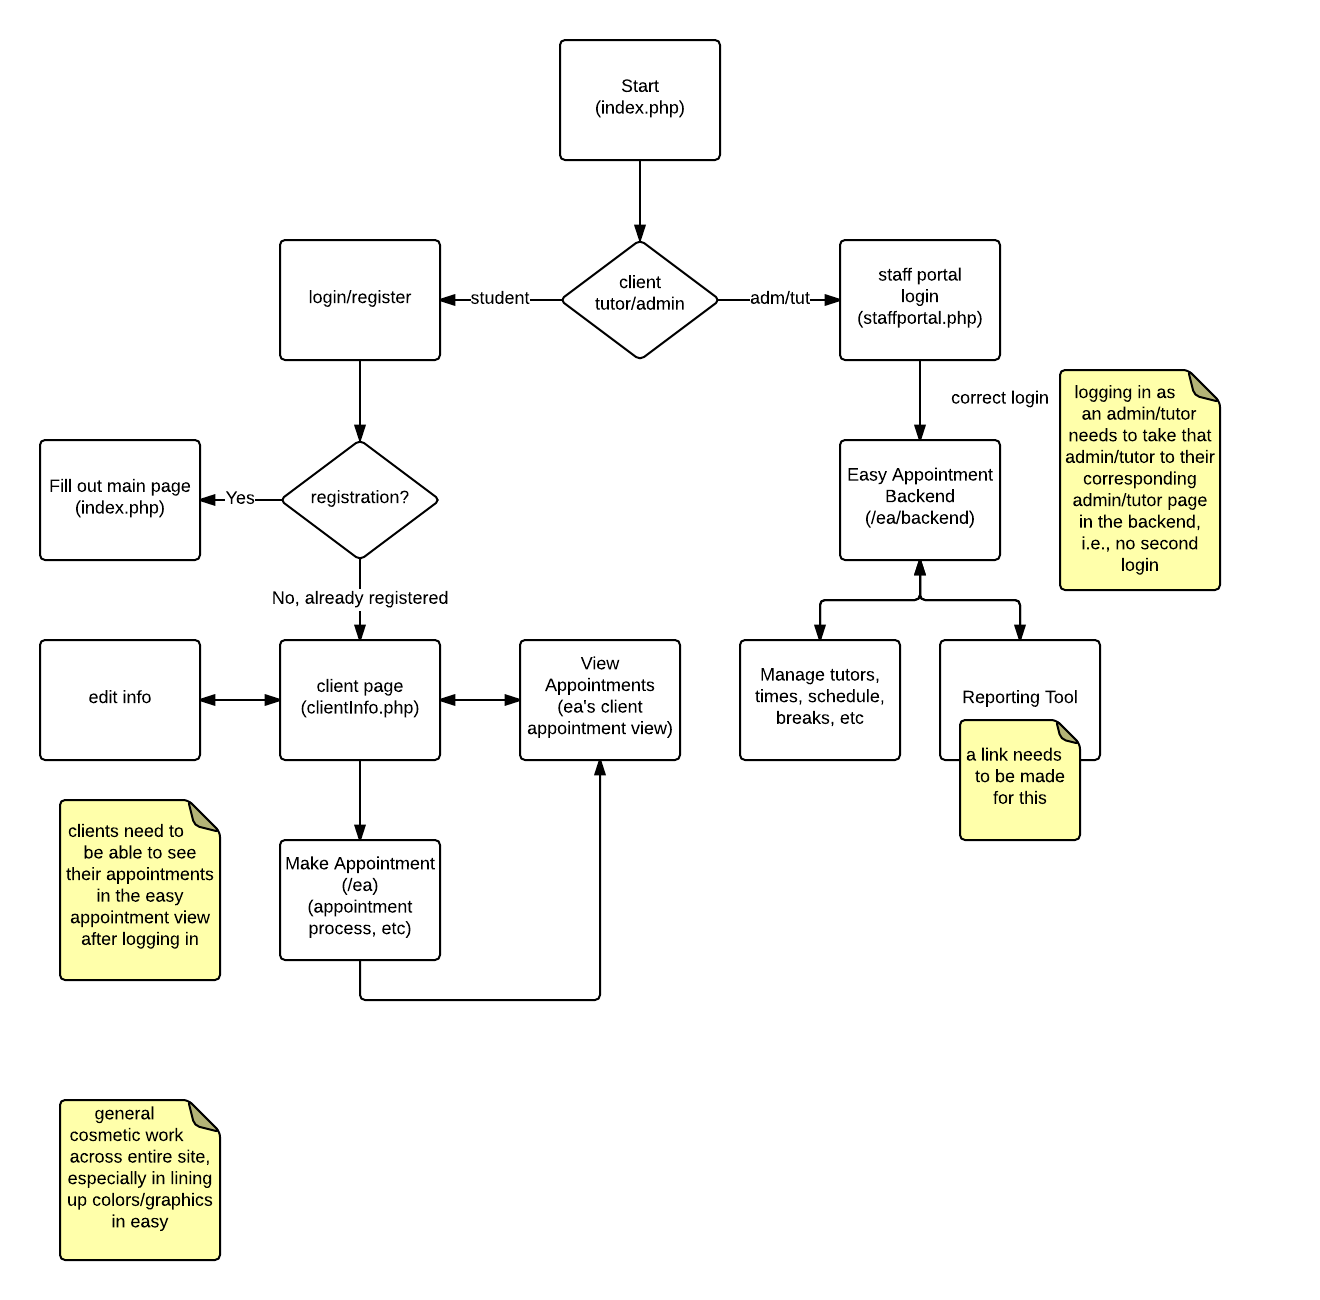 Start
(index.php)
client
tutor/admin
student
adm/tut
login/register
staff portal
login
(staffportal.php)
correct login
logging in as
an admin/tutor
needs to take that
admin/tutor to their
corresponding
admin/tutor page
in the backend,
i.e., no second
login
Fill out main page
(index.php)
Yes
registration?
Easy Appointment
Backend
(/ea/backend)
No, already registered
edit info
client page
(clientInfo.php)
View
Appointments
(ea's client
appointment view)
Manage tutors,
times, schedule,
breaks, etc
Reporting Tool
a link needs
to be made
for this
clients need to
be able to see
their appointments
in the easy
appointment view
after logging in
Make Appointment
(/ea)
(appointment
process, etc)
general
cosmetic work
across entire site,
especially in lining
up colors/graphics
in easy